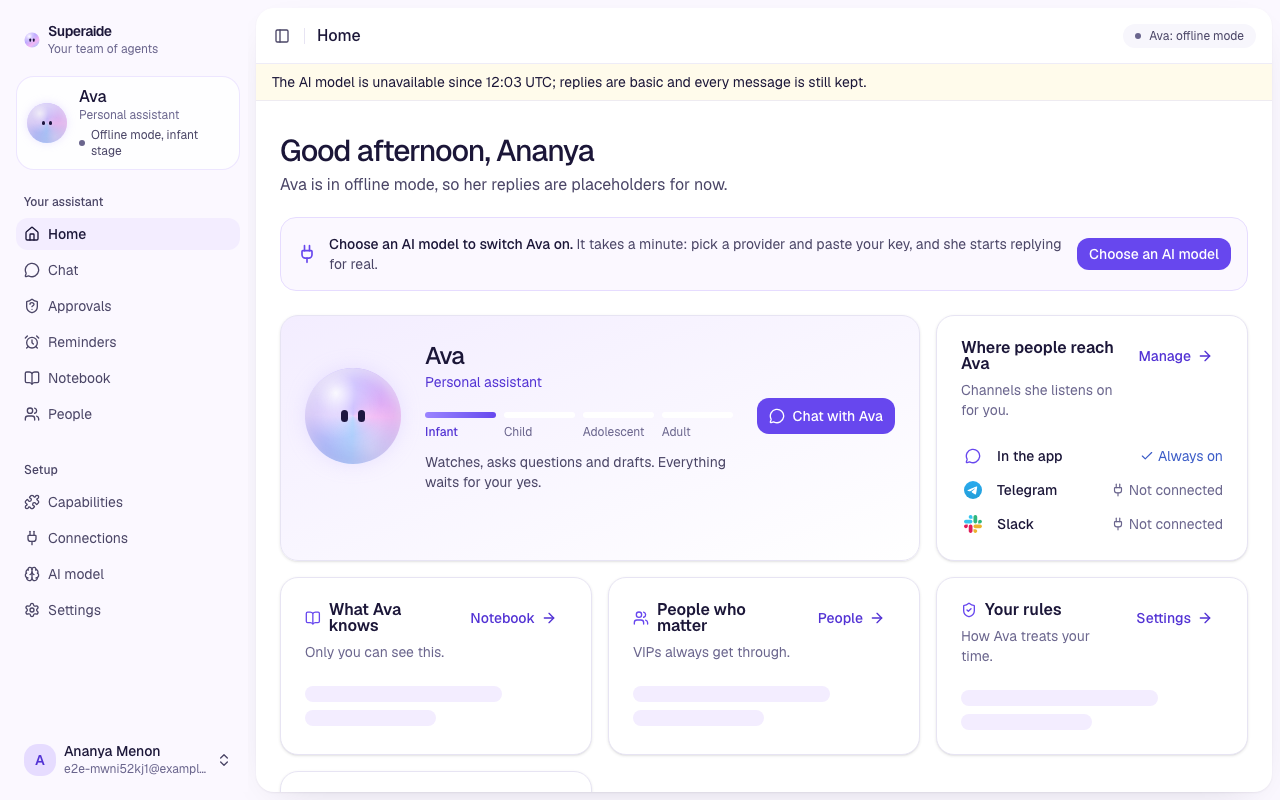 Superaide
Your team of agents
Ava
Personal assistant
Offline mode, infant
stage
Your assistant
Home
Chat
Approvals
Reminders
Notebook
People
Setup
Capabilities
Connections
AI model
Settings
A
Ananya Menon
e2e-mwni52kj1@exampl...
Home
Ava: offline mode
The AI model is unavailable since 12:03 UTC; replies are basic and every message is still kept.
Good afternoon, Ananya
Ava is in offline mode, so her replies are placeholders for now.
Choose an AI model to switch Ava on. It takes a minute: pick a provider and paste your key, and she starts replying
for real.
Choose an AI model
Ava
Personal assistant
Infant
Child
Adolescent
Adult
Watches, asks questions and drafts. Everything
waits for your yes.
Chat with Ava
Where people reach
Ava
Manage
Channels she listens on
for you.
In the app
Always on
Telegram
Not connected
Slack
Not connected
What Ava
knows
Notebook
Only you can see this.
People who
matter
People
VIPs always get through.
Your rules
Settings
How Ava treats your
time.